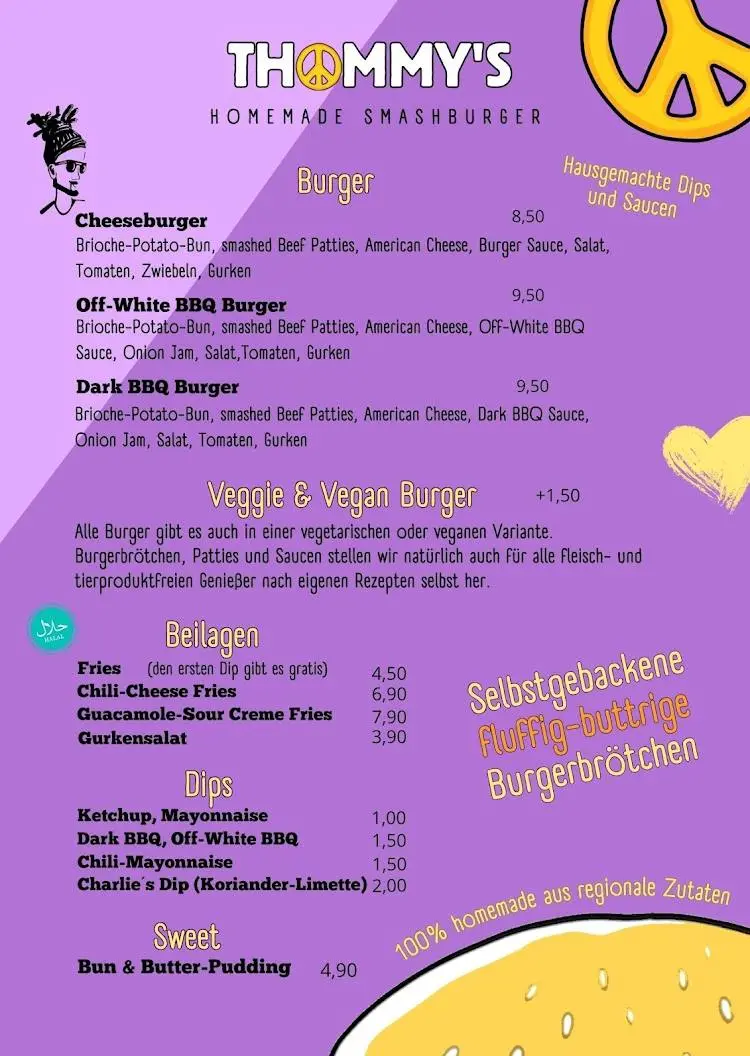 THOMMY'S
HOMEMADE SMASHBURGER
Hausgemachte Dips
und Saucen
Burger
Cheeseburger 8,50
Brioche-Potato-Bun, smashed Beef Patties, American Cheese, Burger Sauce, Salat,
Tomaten, Zwiebeln, Gurken
Off-White BBQ Burger 9,50
Brioche-Potato-Bun, smashed Beef Patties, American Cheese, Off-White BBQ
Sauce, Onion Jam, Salat,Tomaten, Gurken
Dark BBQ Burger 9,50
Brioche-Potato-Bun, smashed Beef Patties, American Cheese, Dark BBQ Sauce,
Onion Jam, Salat, Tomaten, Gurken
Veggie & Vegan Burger +1,50
Alle Burger gibt es auch in einer vegetarischen oder veganen Variante.
Burgerbrötchen, Patties und Saucen stellen wir natürlich auch für alle fleisch- und
tierproduktfreien Genießer nach eigenen Rezepten selbst her.
حلال
HALAL
Beilagen
Fries (den ersten Dip gibt es gratis) 4,50
Chili-Cheese Fries 6,90
Guacamole-Sour Creme Fries 7,90
Gurkensalat 3,90
Selbstgebackene
fluffig-buttrige
Burgerbrötchen
Dips
Ketchup, Mayonnaise 1,00
Dark BBQ, Off-White BBQ 1,50
Chili-Mayonnaise 1,50
Charlie´s Dip (Koriander-Limette) 2,00
100% homemade aus regionale Zutaten
Sweet
Bun & Butter-Pudding 4,90